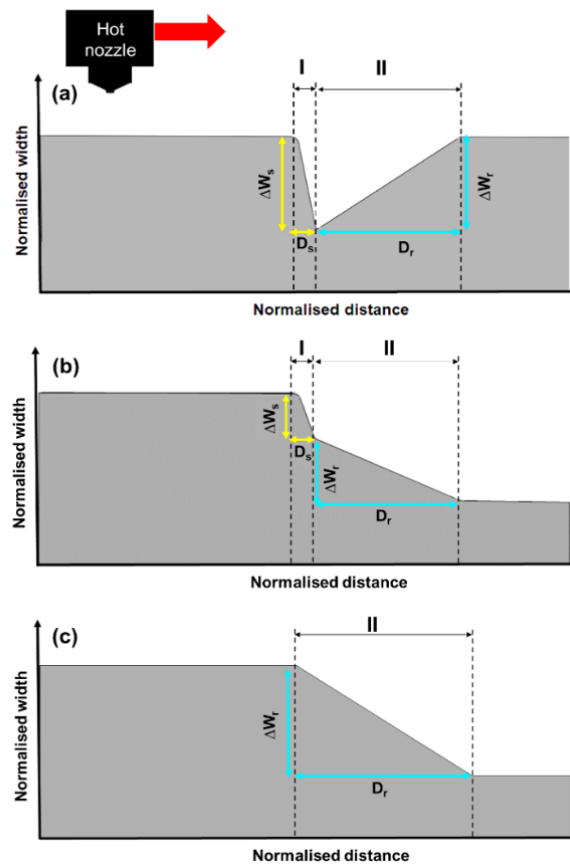 Hot
nozzle
I
II
(a)
Normalised width
ΔWs
Ds
Dr
ΔWr
Normalised distance
I
II
(b)
Normalised width
ΔWs
Ds
ΔWr
Dr
Normalised distance
II
(c)
Normalised width
ΔWr
Dr
Normalised distance